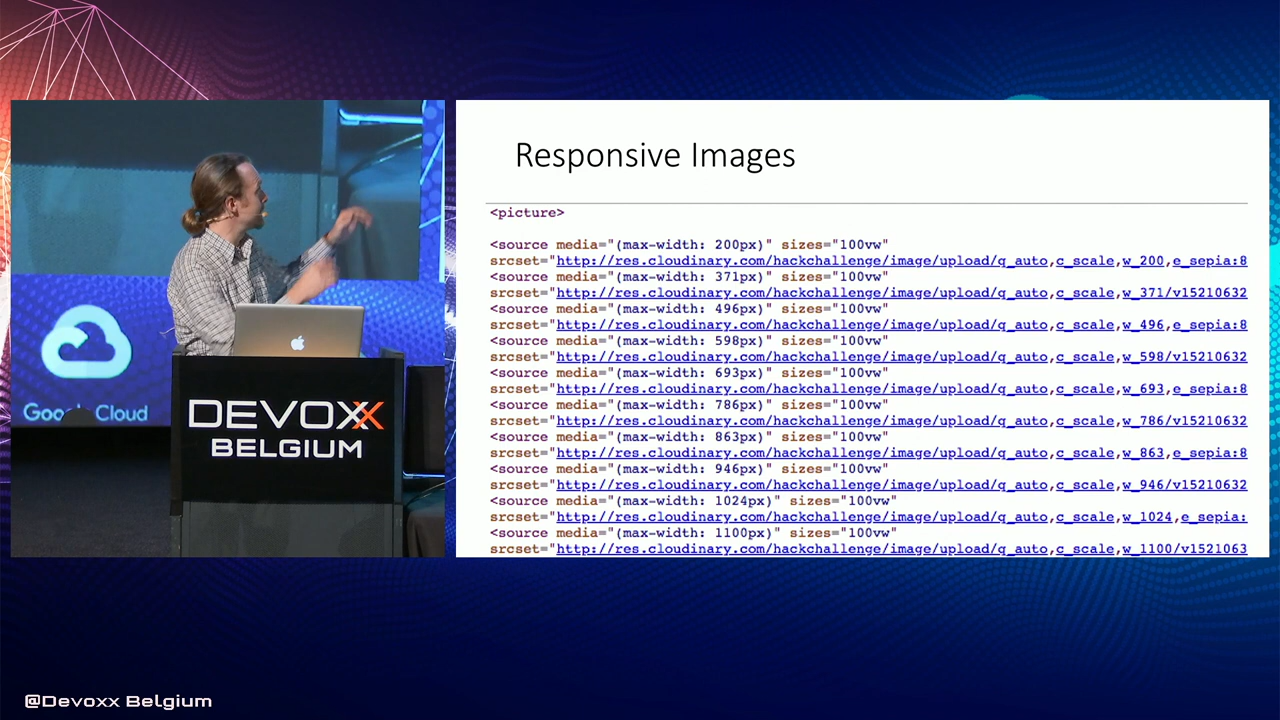 Responsive Images
<picture>
<source media="(max-width: 200px)" sizes="100vw"
srcset="http://res.cloudinary.com/hackchallenge/image/upload/q_auto,c_scale,w_200,e_sepia:8
<source media="(max-width: 371px)" sizes="100vw"
srcset="http://res.cloudinary.com/hackchallenge/image/upload/q_auto,c_scale,w_371/v15210632
<source media="(max-width: 496px)" sizes="100vw"
srcset="http://res.cloudinary.com/hackchallenge/image/upload/q_auto,c_scale,w_496,e_sepia:8
<source media="(max-width: 598px)" sizes="100vw"
srcset="http://res.cloudinary.com/hackchallenge/image/upload/q_auto,c_scale,w_598/v15210632
<source media="(max-width: 693px)" sizes="100vw"
srcset="http://res.cloudinary.com/hackchallenge/image/upload/q_auto,c_scale,w_693,e_sepia:8
<source media="(max-width: 786px)" sizes="100vw"
srcset="http://res.cloudinary.com/hackchallenge/image/upload/q_auto,c_scale,w_786/v15210632
<source media="(max-width: 863px)" sizes="100vw"
srcset="http://res.cloudinary.com/hackchallenge/image/upload/q_auto,c_scale,w_863,e_sepia:8
<source media="(max-width: 946px)" sizes="100vw"
srcset="http://res.cloudinary.com/hackchallenge/image/upload/q_auto,c_scale,w_946/v15210632
<source media="(max-width: 1024px)" sizes="100vw"
srcset="http://res.cloudinary.com/hackchallenge/image/upload/q_auto,c_scale,w_1024,e_sepia:
<source media="(max-width: 1100px)" sizes="100vw"
srcset="http://res.cloudinary.com/hackchallenge/image/upload/q_auto,c_scale,w_1100/v1521063
Cloud
DEVOXX
BELGIUM
@Devoxx Belgium